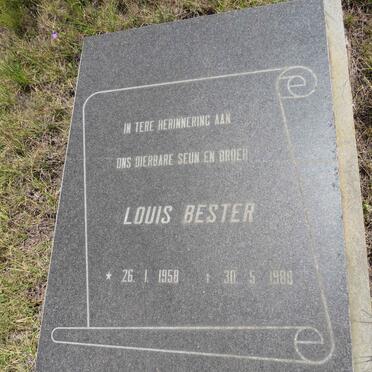 IN TERE HERINNERING AAN
ONS DIERBARE SEUN EN BROER
LOUIS BESTER
* 26. 1. 1958 + 30. 5. 1988